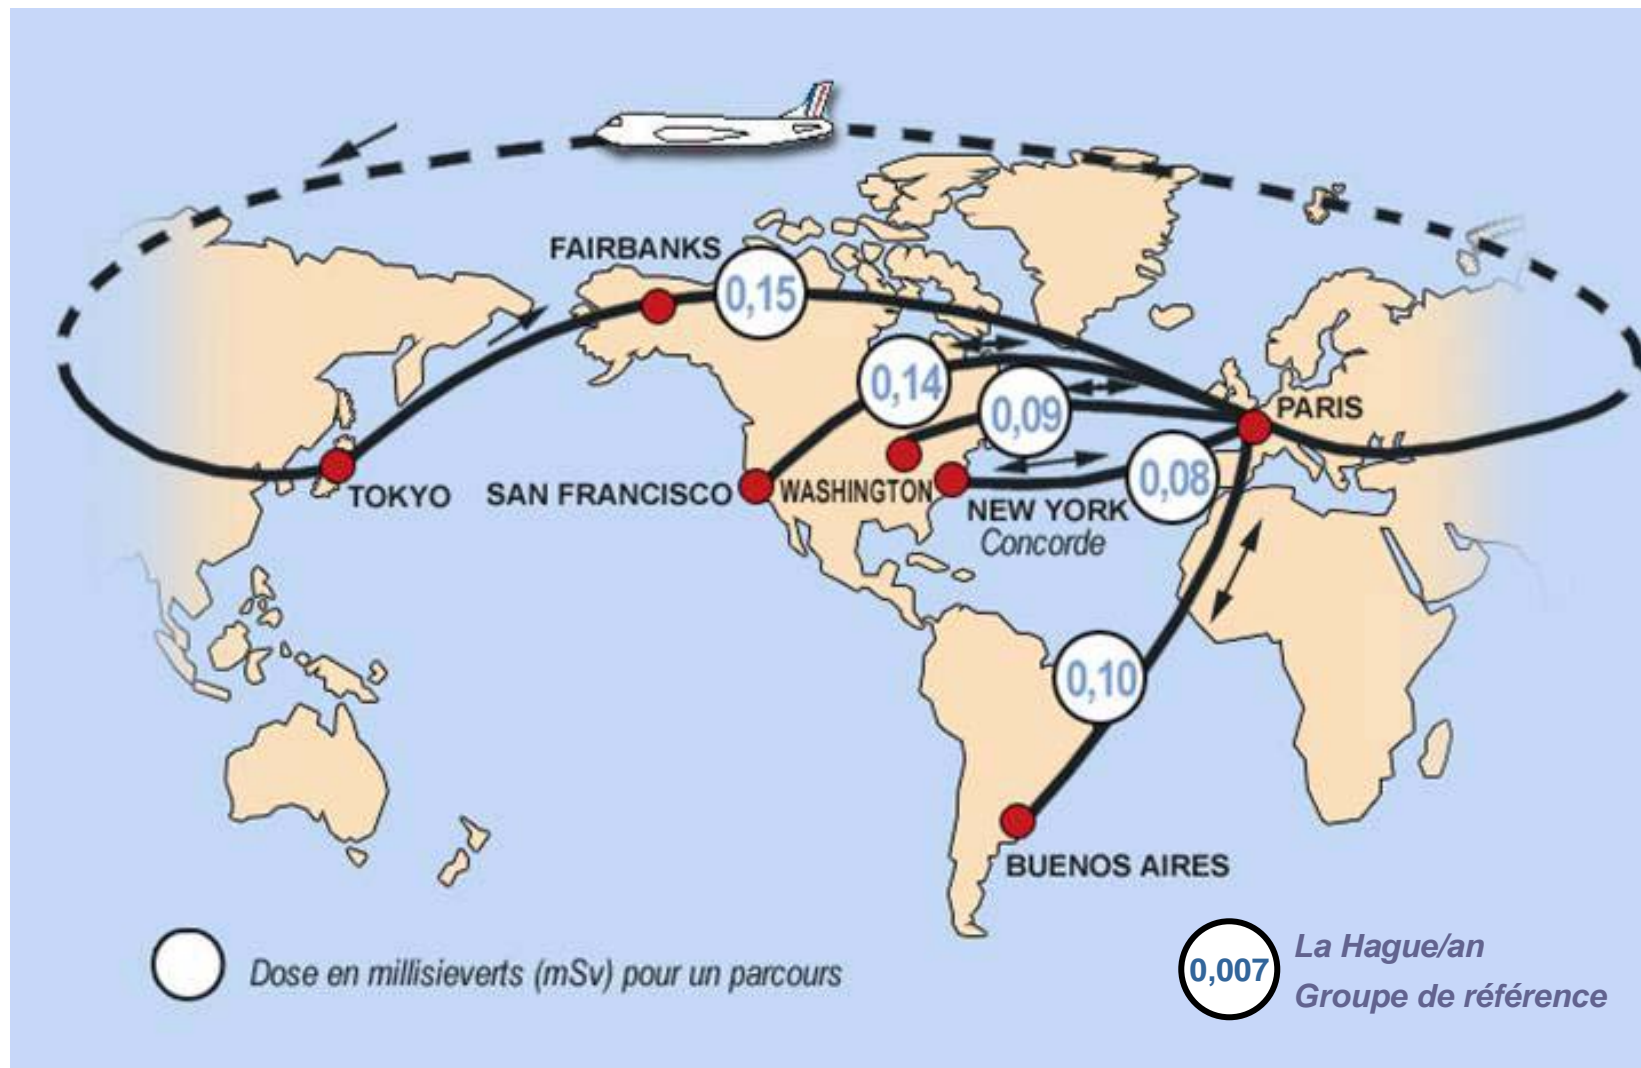 FAIRBANKS
0,15
0,14
0,09
PARIS
0,08
TOKYO
SAN FRANCISCO
WASHINGTON
NEW YORK
Concorde
0,10
BUENOS AIRES
Dose en millisieverts (mSv) pour un parcours
0,007
La Hague/an
Groupe de référence